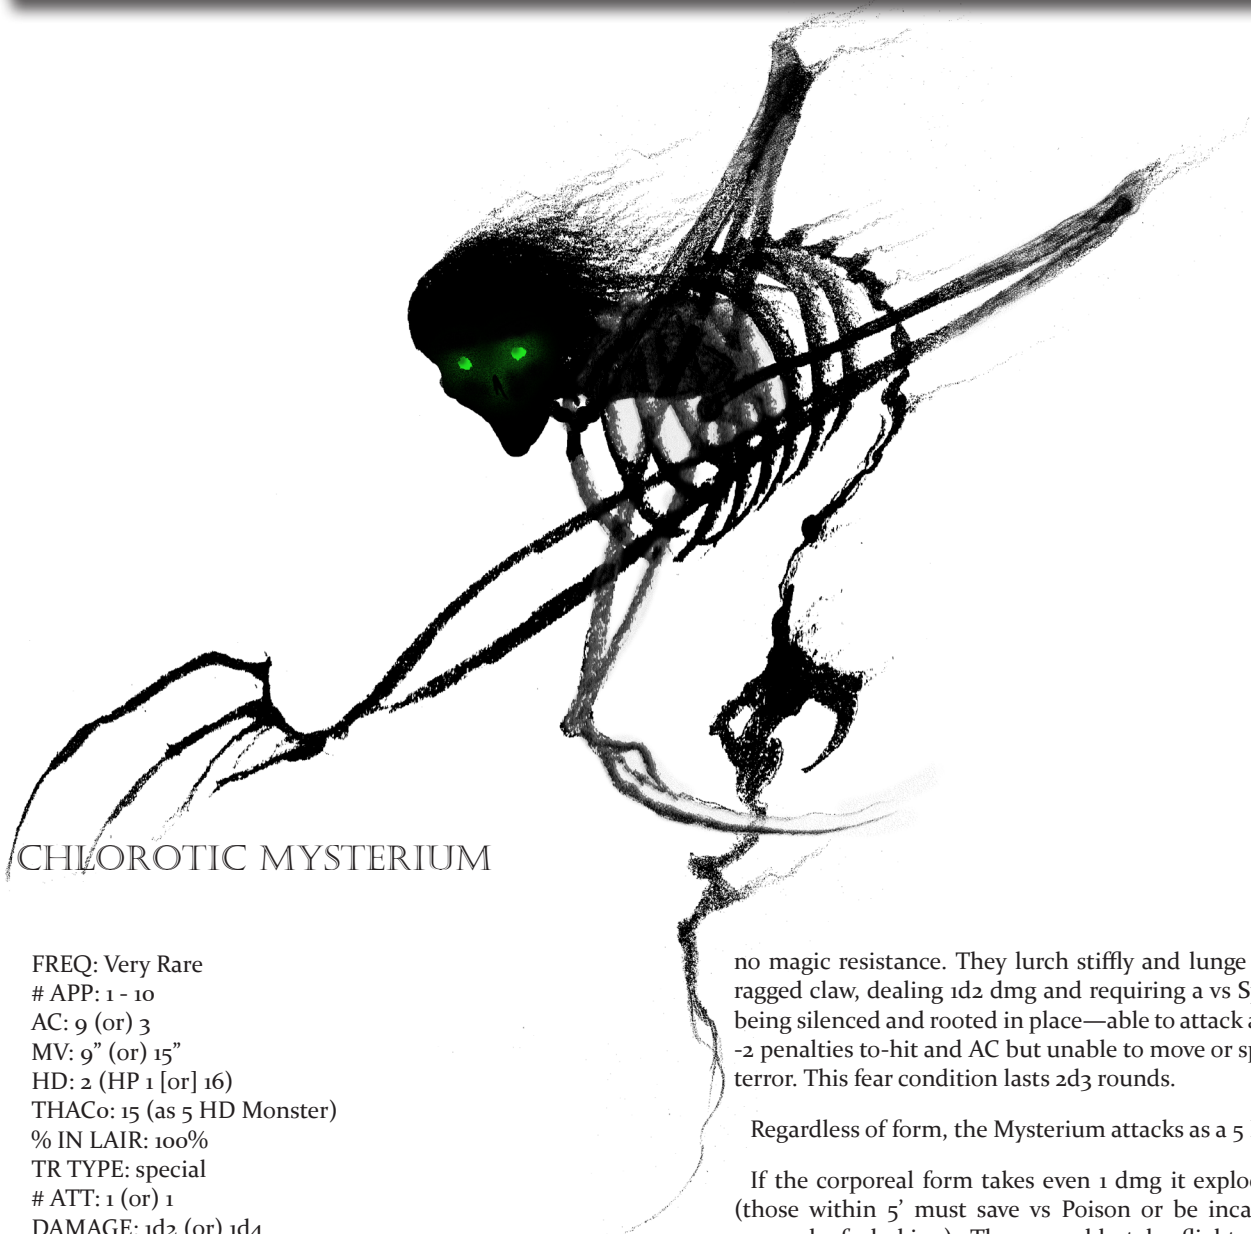 CHLOROTIC MYSTERIUM
FREQ: Very Rare
# APP: 1 - 10
AC: 9 (or) 3
MV: 9” (or) 15”
HD: 2 (HP 1 [or] 16)
THAC0: 15 (as 5 HD Monster)
% IN LAIR: 100%
TR TYPE: special
# ATT: 1 (or) 1
DAMAGE: 1d2 (or) 1d4
no magic resistance. They lurch stiffly and lunge
ragged claw, dealing 1d2 dmg and requiring a vs
being silenced and rooted in place—able to attack
-2 penalties to-hit and AC but unable to move or
terror. This fear condition lasts 2d3 rounds.
Regardless of form, the Mysterium attacks as a 5
If the corporeal form takes even 1 dmg it
(those within 5’ must save vs Poison or be